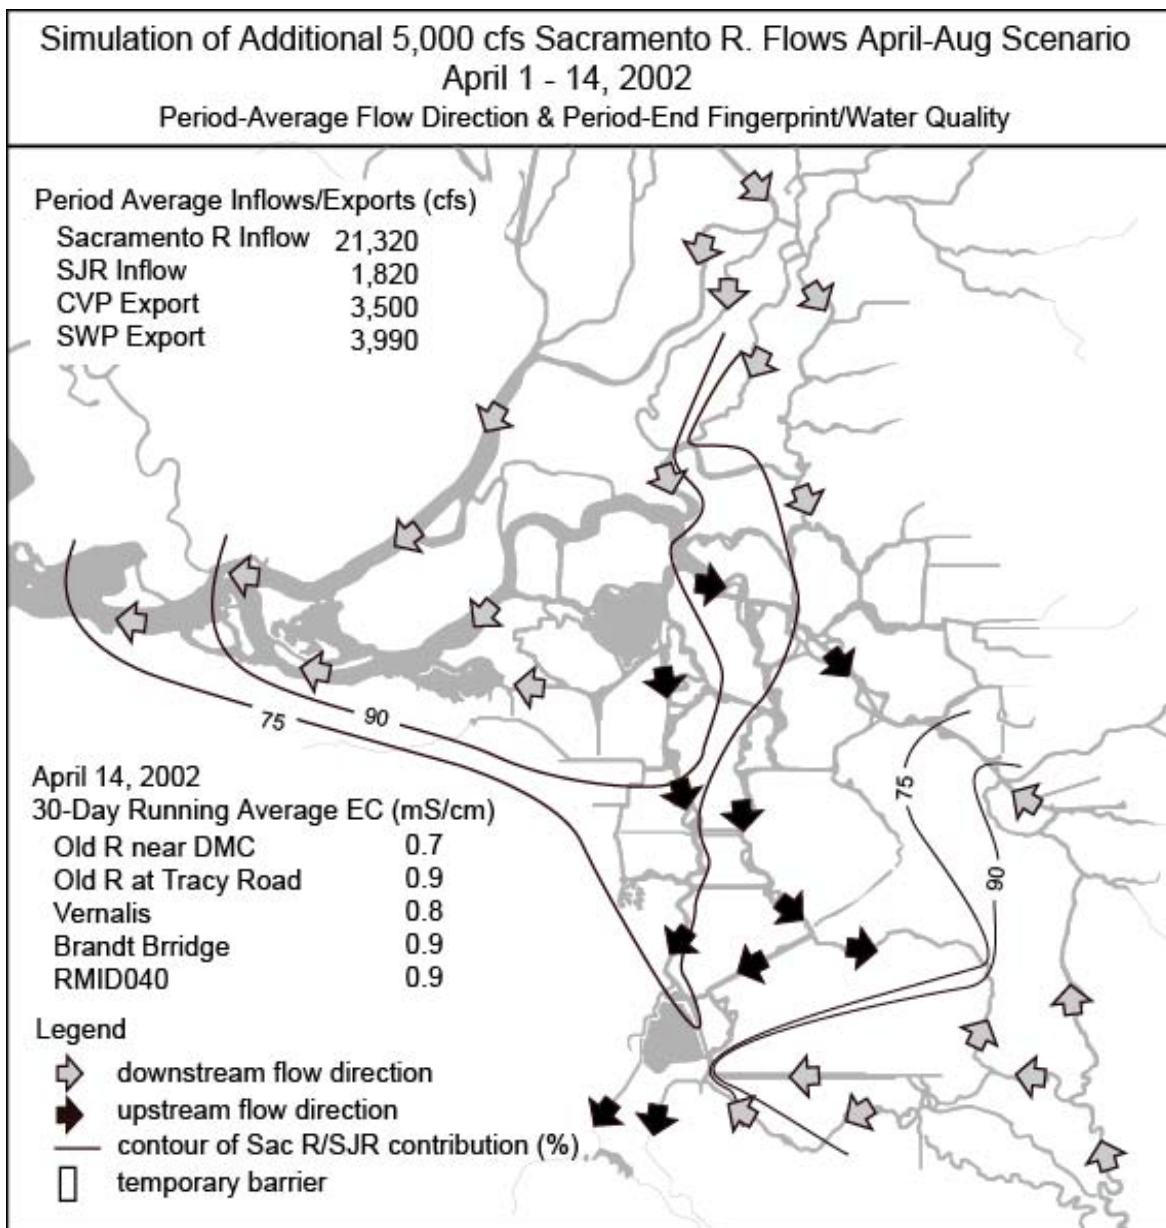 Simulation of Additional 5,000 cfs Sacramento R. Flows April-Aug Scenario
April 1 - 14, 2002
Period-Average Flow Direction & Period-End Fingerprint/Water Quality
Period Average Inflows/Exports (cfs)
Sacramento R Inflow 21,320
SJR Inflow 1,820
CVP Export 3,500
SWP Export 3,990
75
90
75
90
April 14, 2002
30-Day Running Average EC (mS/cm)
Old R near DMC 0.7
Old R at Tracy Road 0.9
Vernalis 0.8
Brandt Brridge 0.9
RMID040 0.9
Legend
downstream flow direction
upstream flow direction
contour of Sac R/SJR contribution (%)
temporary barrier